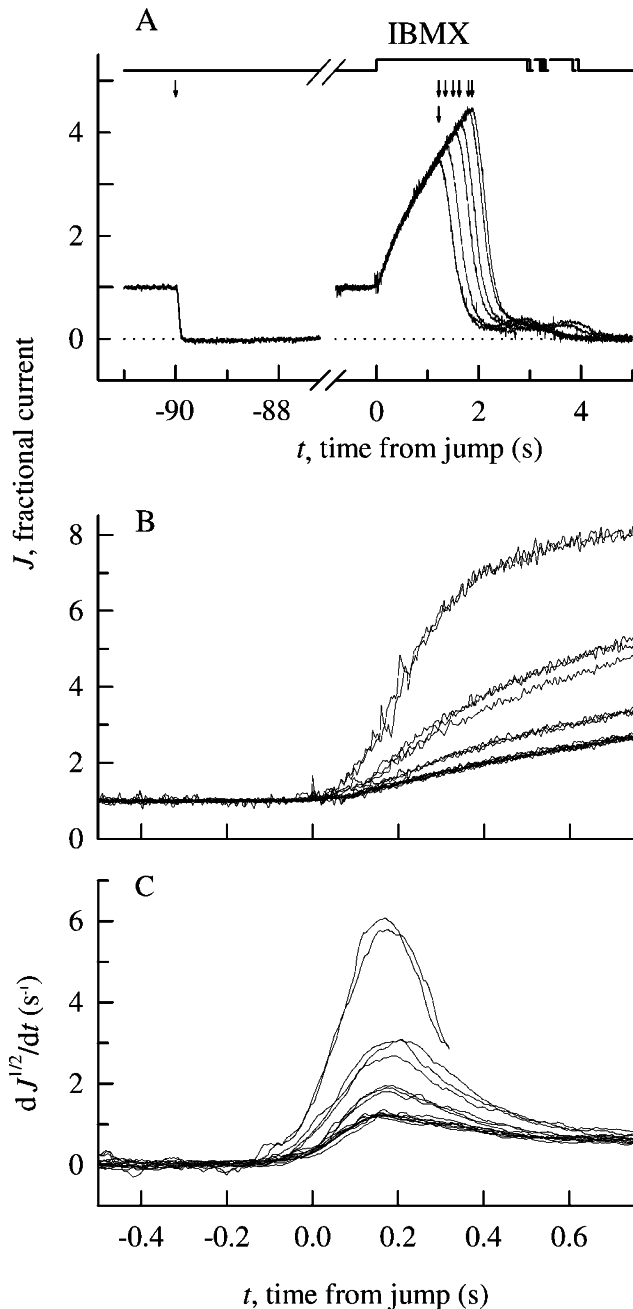 A
IBMX
4
2
0
-90
-88
0
2
4
t, time from jump (s)
J, fractional current
B
8
6
4
2
0
C
6
4
2
0
d J1/2/dt (s-1)
-0.4
-0.2
0.0
0.2
0.4
0.6
t, time from jump (s)